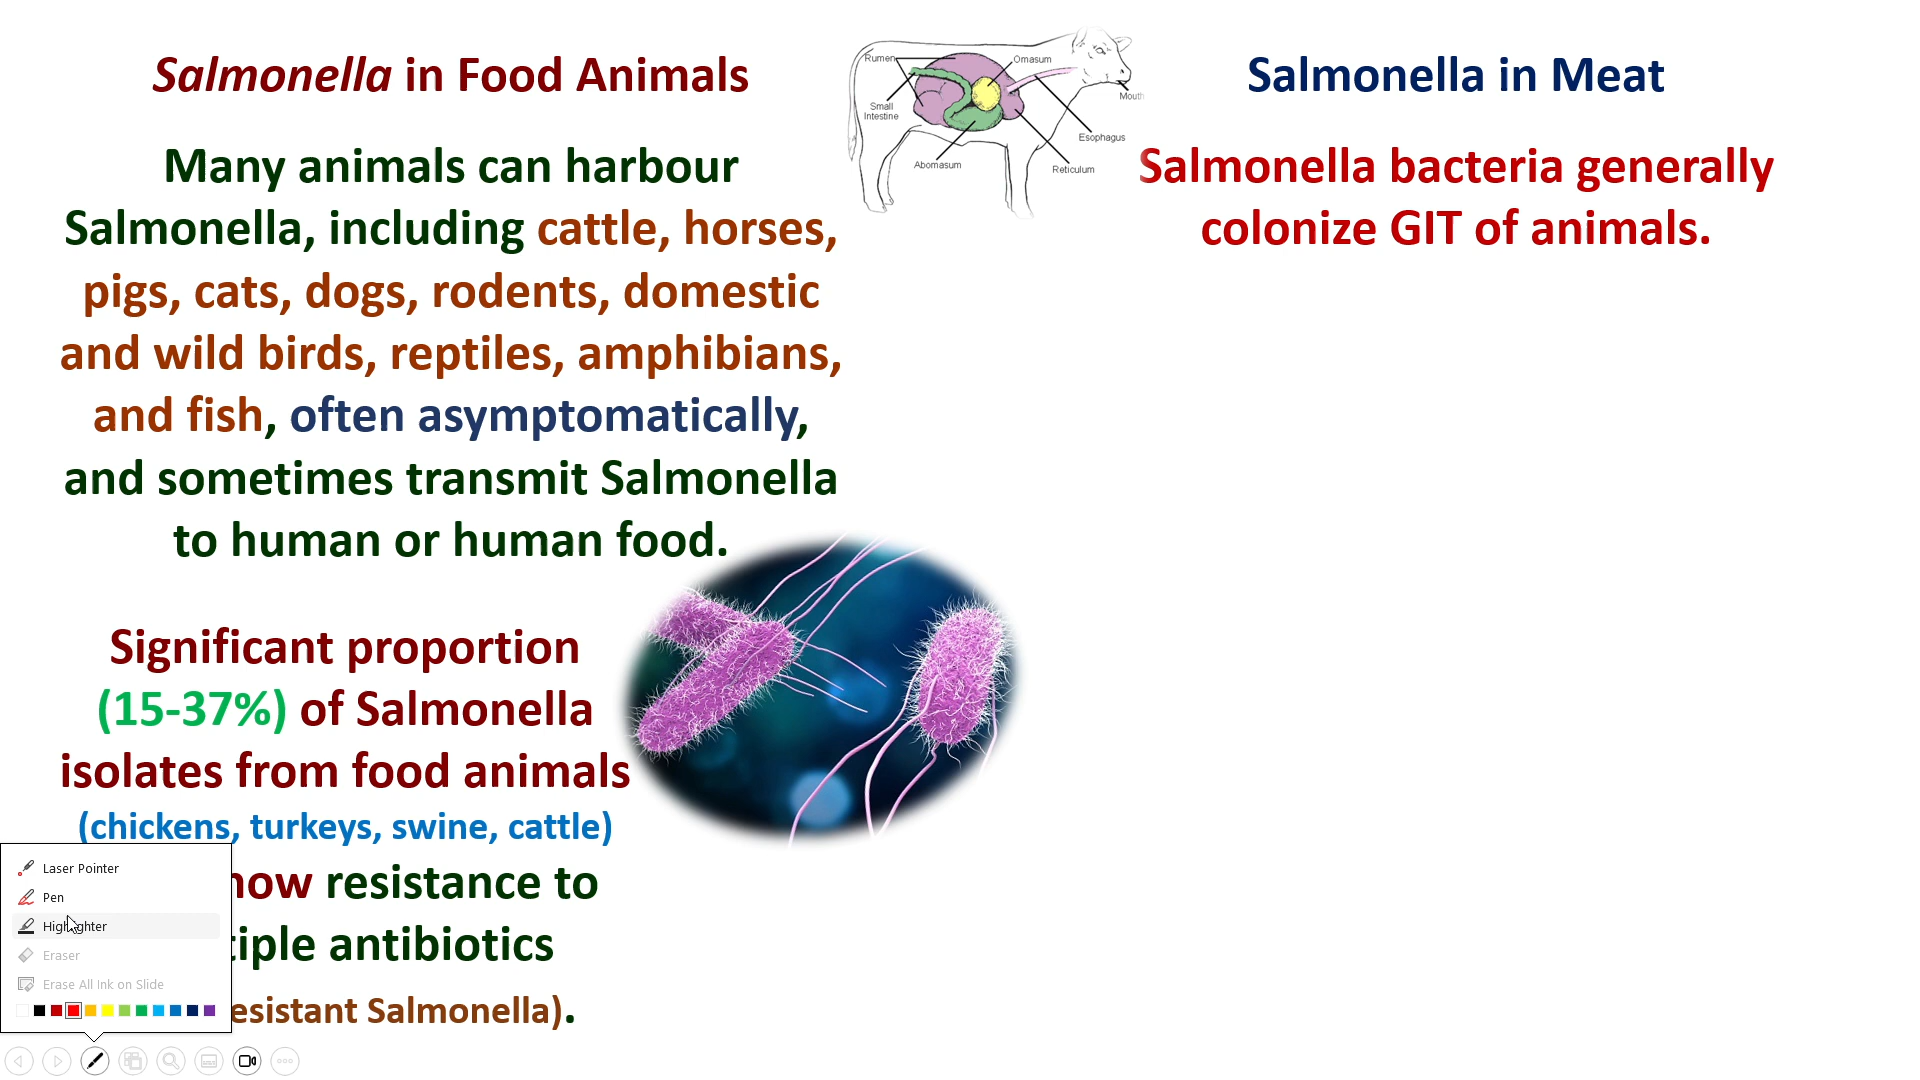 Salmonella in Food Animals
Many animals can harbour
Salmonella, including cattle, horses,
pigs, cats, dogs, rodents, domestic
and wild birds, reptiles, amphibians,
and fish, often asymptomatically,
and sometimes transmit Salmonella
to human or human food.
Significant proportion
(15-37%) of Salmonella
isolates from food animals
(chickens, turkeys, swine, cattle)
resistance to
antibiotics
Salmonella).
Rumen
Omasum
Mouth
Small
Intestine
Esophagus
Abomasum
Reticulum
Salmonella in Meat
Salmonella bacteria generally
colonize GIT of animals.
Laser Pointer
Pen
Highlighter
Eraser
Erase All Ink on Slide